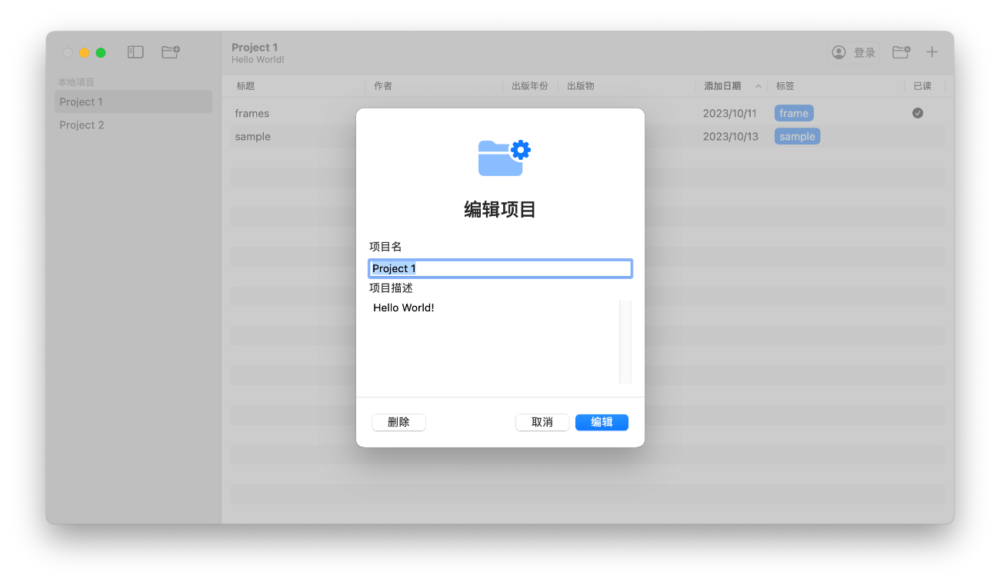 Project 1
Hello World!
登录
本地项目
Project 1
Project 2
标题 作者 出版年份 出版物 添加日期 标签 已读
frames 2023/10/11 frame
sample 2023/10/13 sample
编辑项目
项目名
Project 1
项目描述
Hello World!
删除 取消 编辑